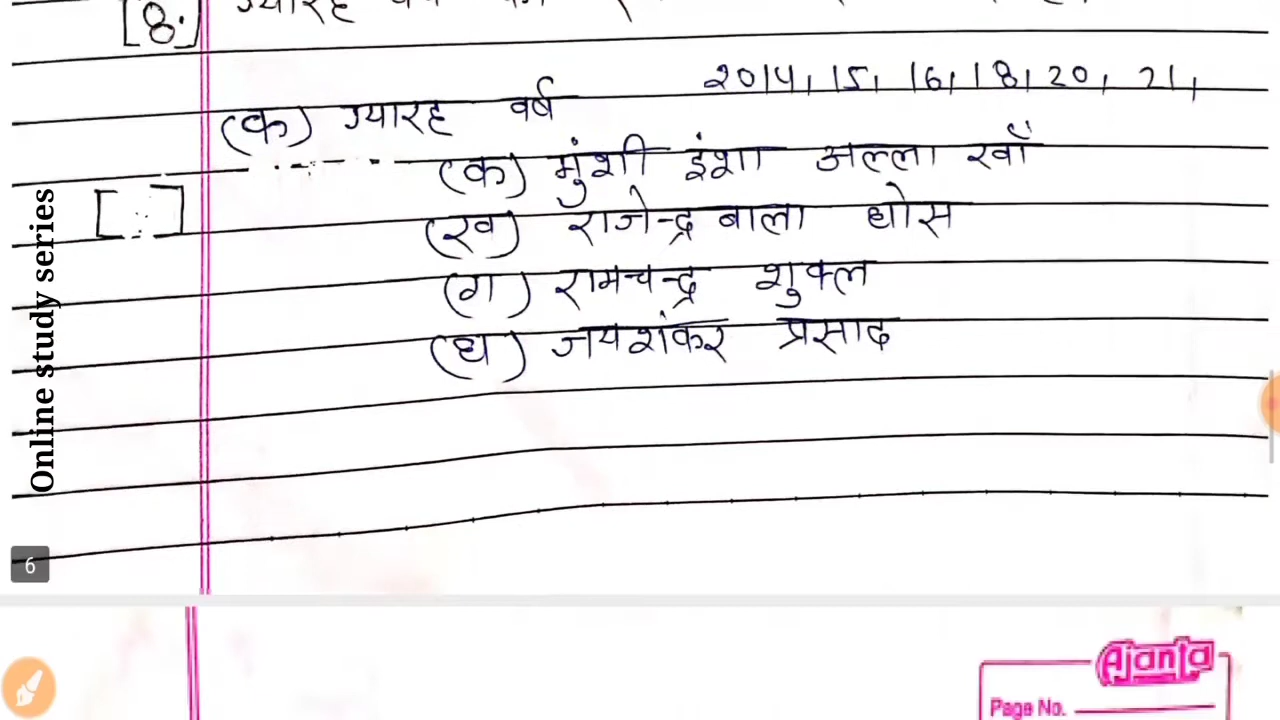 [8.] ग्यारह
2014, 15, 16, 18, 20, 21,
(क) ग्यारह वर्ष
(क) मुंशी इंशा अल्ला खाँ
(ख) राजेन्द्र बाला घोस
(ग) रामचन्द्र शुक्ल
(घ) जयशंकर प्रसाद
Online study series
6
Ajanta
Page No.